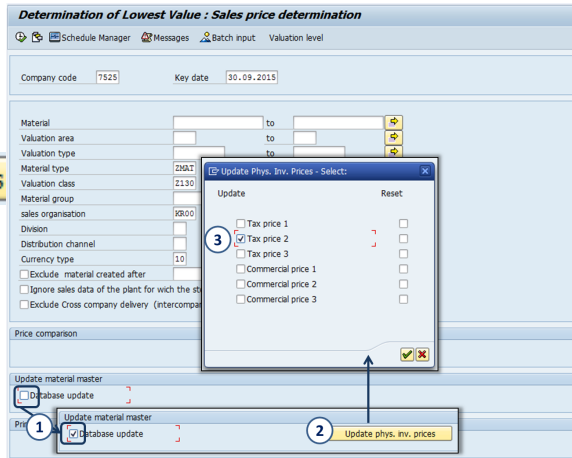 Determination of Lowest Value : Sales price determination
Schedule Manager Messages Batch input Valuation level
Company code 7525 Key date 30.09.2015
Material to
Valuation area to
Valuation type to
Material type ZMAT
Valuation class Z130
Material group
sales organisation KR00
Division
Distribution channel
Currency type 10
Exclude material created after
Ignore sales data of the plant for wich the st
Exclude Cross company delivery (intercompa
Update Phys. Inv. Prices - Select:
Update Reset
Tax price 1
3 Tax price 2
Tax price 3
Commercial price 1
Commercial price 2
Commercial price 3
Price comparison
Update material master
Database update
1
Update material master
Database update
2 Update phys. inv. prices